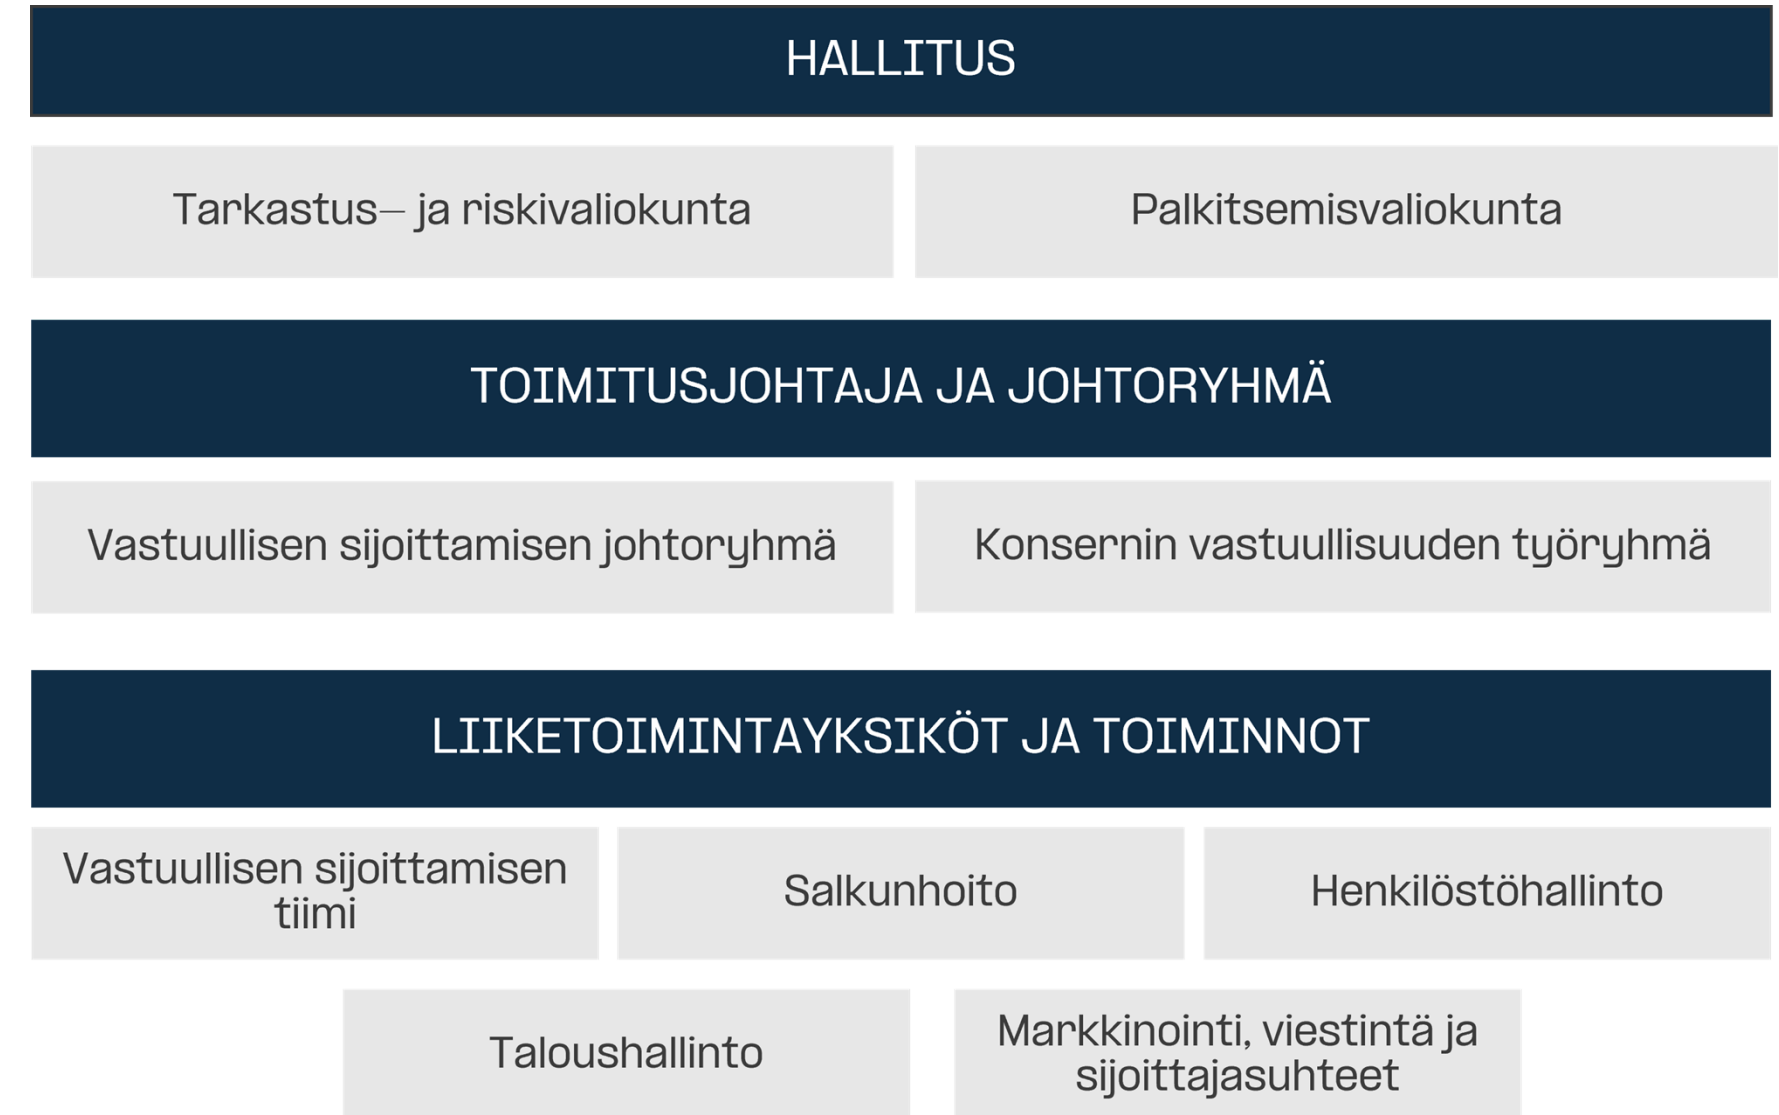 HALLITUS
Tarkastus– ja riskivaliokunta
Palkitsemisvaliokunta
TOIMITUSJOHTAJA JA JOHTORYHMÄ
Vastuullisen sijoittamisen johtoryhmä
Konsernin vastuullisuuden työryhmä
LIIKETOIMINTAYKSIKÖT JA TOIMINNOT
Vastuullisen sijoittamisen
tiimi
Salkunhoito
Henkilöstöhallinto
Taloushallinto
Markkinointi, viestintä ja
sijoittajasuhteet